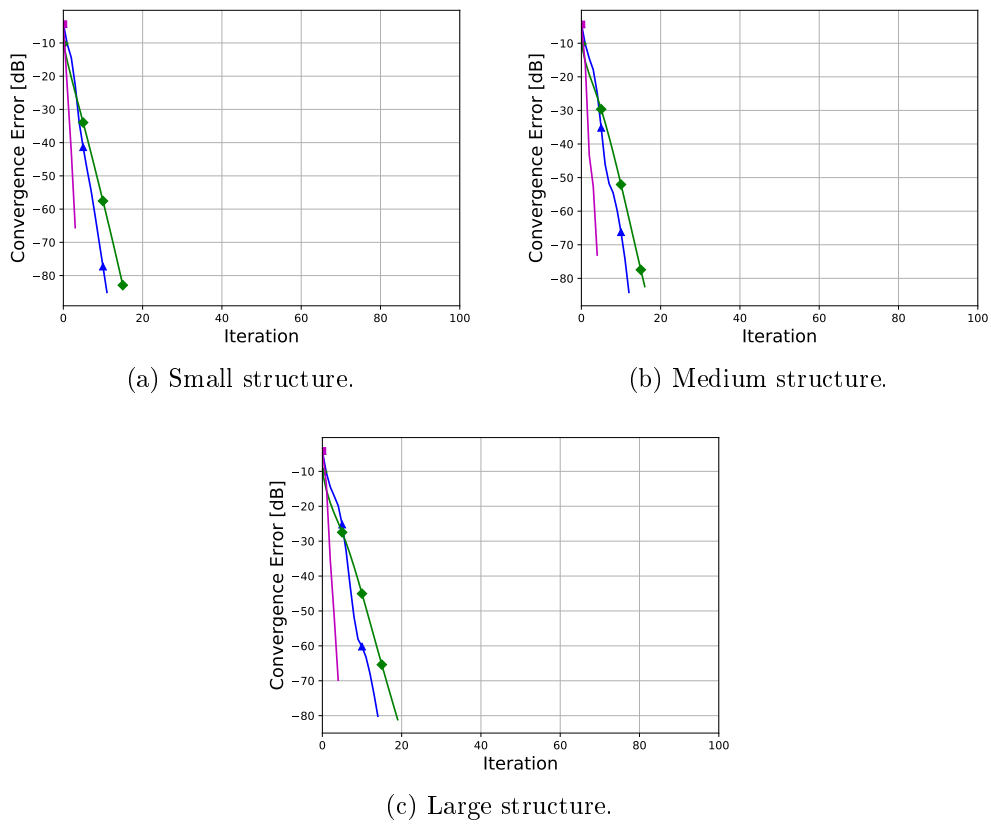 −10
−20
−30
−40
−50
−60
−70
−80
Convergence Error [dB]
0 20 40 60 80 100
Iteration
(a) Small structure.
−10
−20
−30
−40
−50
−60
−70
−80
Convergence Error [dB]
0 20 40 60 80 100
Iteration
(b) Medium structure.
−10
−20
−30
−40
−50
−60
−70
−80
Convergence Error [dB]
0 20 40 60 80 100
Iteration
(c) Large structure.